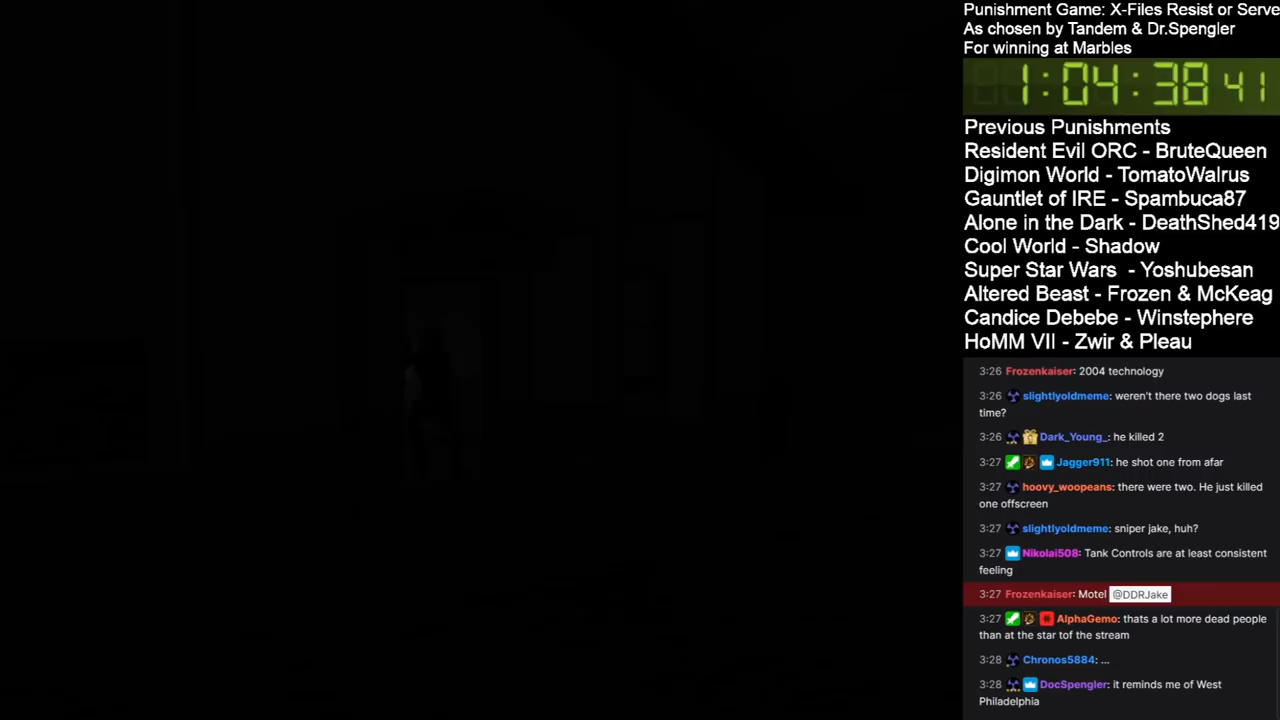 Punishment Game: X-Files Resist or Serve
As chosen by Tandem & Dr.Spengler
For winning at Marbles
1:04:38 41
Previous Punishments
Resident Evil ORC - BruteQueen
Digimon World - TomatoWalrus
Gauntlet of IRE - Spambuca87
Alone in the Dark - DeathShed419
Cool World - Shadow
Super Star Wars - Yoshubesan
Altered Beast - Frozen & McKeag
Candice Debebe - Winstephere
HoMM VII - Zwir & Pleau
3:26 Frozenkaiser: 2004 technology
3:26 slightlyoldmeme: weren't there two dogs last
time?
3:26 Dark_Young_: he killed 2
3:27 Jagger911: he shot one from afar
3:27 hoovy_woopeans: there were two. He just killed
one offscreen
3:27 slightlyoldmeme: sniper jake, huh?
3:27 Nikolai508: Tank Controls are at least consistent
feeling
3:27 Frozenkaiser: Motel @DDRJake
3:27 AlphaGemo: thats a lot more dead people
than at the star tof the stream
3:28 Chronos5884: ...
3:28 DocSpengler: it reminds me of West
Philadelphia